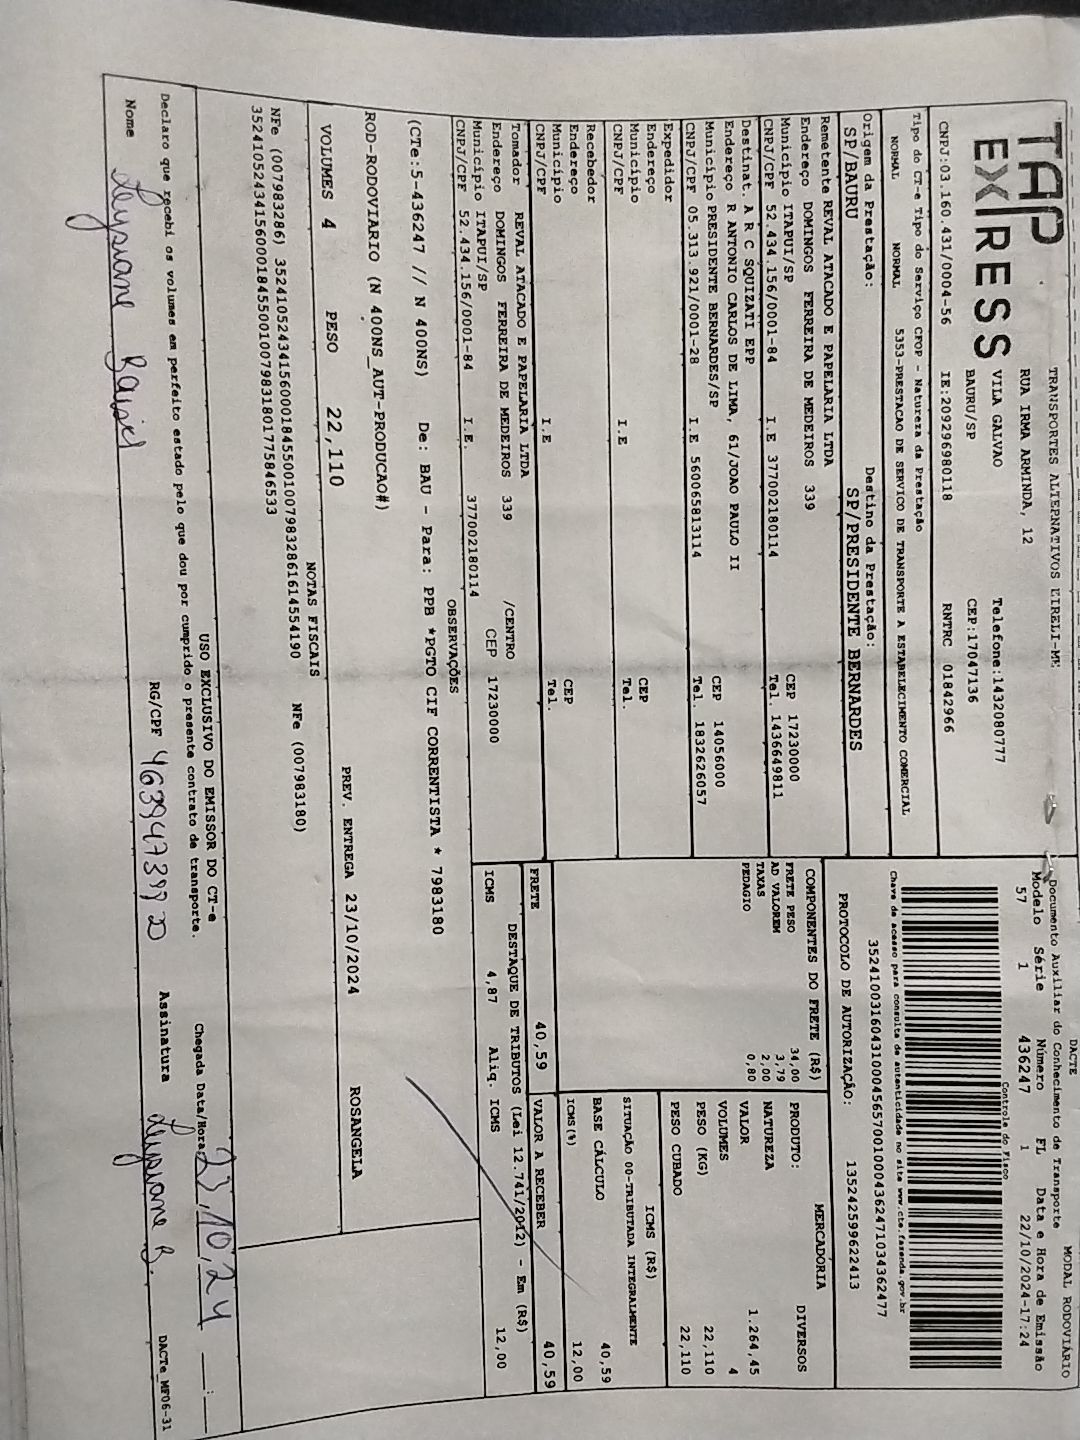 TAP EXPRESS
TRANSPORTES ALTERNATIVOS EIRELI-ME
RUA IRMA ARMINDA, 12
VILA GALVAO
Telefone:1432080777
BAURU/SP
CEP:17047136
CNPJ:03.160.431/0004-56 IE:209296980118 RNTRC 01842966
Tipo do CT-e Tipo do Serviço CFOP - Natureza da Prestação
NORMAL NORMAL 5353-PRESTACAO DE SERVICO DE TRANSPORTE A ESTABELECIMENTO COMERCIAL
Origem da Prestação: Destino da Prestação:
SP/BAURU SP/PRESIDENTE BERNARDES
Remetente REVAL ATACADO E PAPELARIA LTDA
Endereço DOMINGOS FERREIRA DE MEDEIROS 339
Município ITAPUI/SP CEP 17230000
CNPJ/CPF 52.434.156/0001-84 I.E 377002180114 Tel. 1436649811
Destinat. A R C SQUIZATI EPP
Endereço R ANTONIO CARLOS DE LIMA, 61/JOAO PAULO II
Município PRESIDENTE BERNARDES/SP CEP 14056000
CNPJ/CPF 05.313.921/0001-28 I.E 560065813114 Tel. 1832626057
Expedidor
Endereço
Município CEP
CNPJ/CPF I.E Tel.
Recebedor
Endereço
Município CEP
CNPJ/CPF I.E Tel.
Tomador REVAL ATACADO E PAPELARIA LTDA
Endereço DOMINGOS FERREIRA DE MEDEIROS 339 /CENTRO
Município ITAPUI/SP CEP 17230000
CNPJ/CPF 52.434.156/0001-84 I.E. 377002180114
DACTE MODAL RODOVIÁRIO
Documento Auxiliar do Conhecimento de Transporte
Modelo Série Número FL Data e Hora de Emissão
57 1 436247 1 22/10/2024-17:24
Controle do Fisco
Chave de acesso para consulta de autenticidade no site www.cte.fazenda.gov.br
35241003160431000456570010004362471034362477
PROTOCOLO DE AUTORIZAÇÃO: 135242599622413
COMPONENTES DO FRETE (R$)
FRETE PESO 34,00
AD VALOREM 3,79
TAXAS 2,00
PEDAGIO 0,80
MERCADORIA
PRODUTO: DIVERSOS
NATUREZA
VALOR 1.264,45
VOLUMES 4
PESO (KG) 22,110
PESO CUBADO 22,110
ICMS (R$)
SITUAÇÃO 00-TRIBUTADA INTEGRALMENTE
BASE CÁLCULO 40,59
ICMS (%) 12,00
FRETE 40,59 VALOR A RECEBER 40,59
DESTAQUE DE TRIBUTOS (Lei 12.741/2012) - Em (R$)
ICMS 4,87 Aliq. ICMS 12,00
OBSERVAÇÕES
(CTe:5-436247 // N 400NS) De: BAU - Para: PPB *PGTO CIF CORRENTISTA * 7983180
ROD-RODOVIARIO (N 400NS_AUT-PRODUCAO#)
VOLUMES 4 PESO 22,110 PREV. ENTREGA 23/10/2024 ROSANGELA
NOTAS FISCAIS
NFe (007983286) 35241052434156000184550010079832861614554190 NFe (007983180)
35241052434156000184550010079831801775846533
USO EXCLUSIVO DO EMISSOR DO CT-e
Declaro que recebi os volumes em perfeito estado pelo que dou por cumprido o presente contrato de transporte.
Chegada Data/Hora 23,10,24 __:__
Nome RG/CPF Assinatura
DACTe_MF06-31